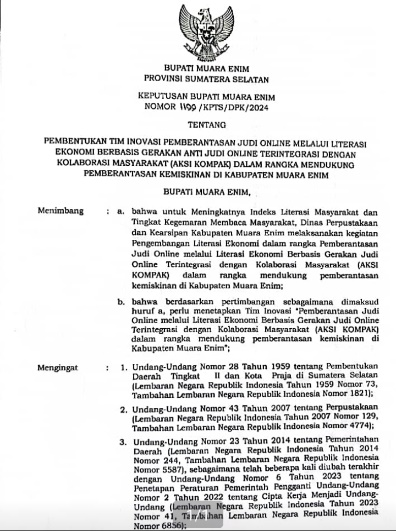 BUPATI MUARA ENIM
PROVINSI SUMATERA SELATAN
KEPUTUSAN BUPATI MUARA ENIM
NOMOR 1199 /KPTS/DPK/2024
TENTANG
PEMBENTUKAN TIM INOVASI PEMBERANTASAN JUDI ONLINE MELALUI LITERASI
EKONOMI BERBASIS GERAKAN ANTI JUDI ONLINE TERINTEGRASI DENGAN
KOLABORASI MASYARAKAT (AKSI KOMPAK) DALAM RANGKA MENDUKUNG
PEMBERANTASAN KEMISKINAN DI KABUPATEN MUARA ENIM
BUPATI MUARA ENIM,
Menimbang : a. bahwa untuk Meningkatnya Indeks Literasi Masyarakat dan
Tingkat Kegemaran Membaca Masyarakat, Dinas Perpustakaan
dan Kearsipan Kabupaten Muara Enim melaksanakan kegiatan
Pengembangan Literasi Ekonomi dalam rangka Pemberantasan
Judi Online melalui Literasi Ekonomi Berbasis Gerakan Judi
Online Terintegrasi dengan Kolaborasi Masyarakat (AKSI
KOMPAK) dalam rangka mendukung pemberantasan
kemiskinan di Kabupaten Muara Enim;
b. bahwa berdasarkan pertimbangan sebagaimana dimaksud
huruf a, perlu menetapkan Tim Inovasi "Pemberantasan Judi
Online melalui Literasi Ekonomi Berbasis Gerakan Judi Online
Terintegrasi dengan Kolaborasi Masyarakat (AKSI KOMPAK)
dalam rangka mendukung pemberantasan kemiskinan di
Kabupaten Muara Enim";
Mengingat : 1. Undang-Undang Nomor 28 Tahun 1959 tentang Pembentukan
Daerah Tingkat II dan Kota Praja di Sumatera Selatan
(Lembaran Negara Republik Indonesia Tahun 1959 Nomor 73,
Tambahan Lembaran Negara Republik Indonesia Nomor 1821);
2. Undang-Undang Nomor 43 Tahun 2007 tentang Perpustakaan
(Lembaran Negara Republik Indonesia Tahun 2007 Nomor 129,
Tambahan Lembaran Negara Republik Indonesia Nomor 4774);
3. Undang-Undang Nomor 23 Tahun 2014 tentang Pemerintahan
Daerah (Lembaran Negara Republik Indonesia Tahun 2014
Nomor 244, Tambahan Lembaran Negara Republik Indonesia
Nomor 5587), sebagaimana telah beberapa kali diubah terakhir
dengan Undang-Undang Nomor 6 Tahun 2023 tentang
Penetapan Peraturan Pemerintah Pengganti Undang-Undang
Nomor 2 Tahun 2022 tentang Cipta Kerja Menjadi Undang-
Undang (Lembaran Negara Republik Indonesia Tahun 2023
Nomor 41, Tambahan Lembaran Negara Republik Indonesia
Nomor 6856);